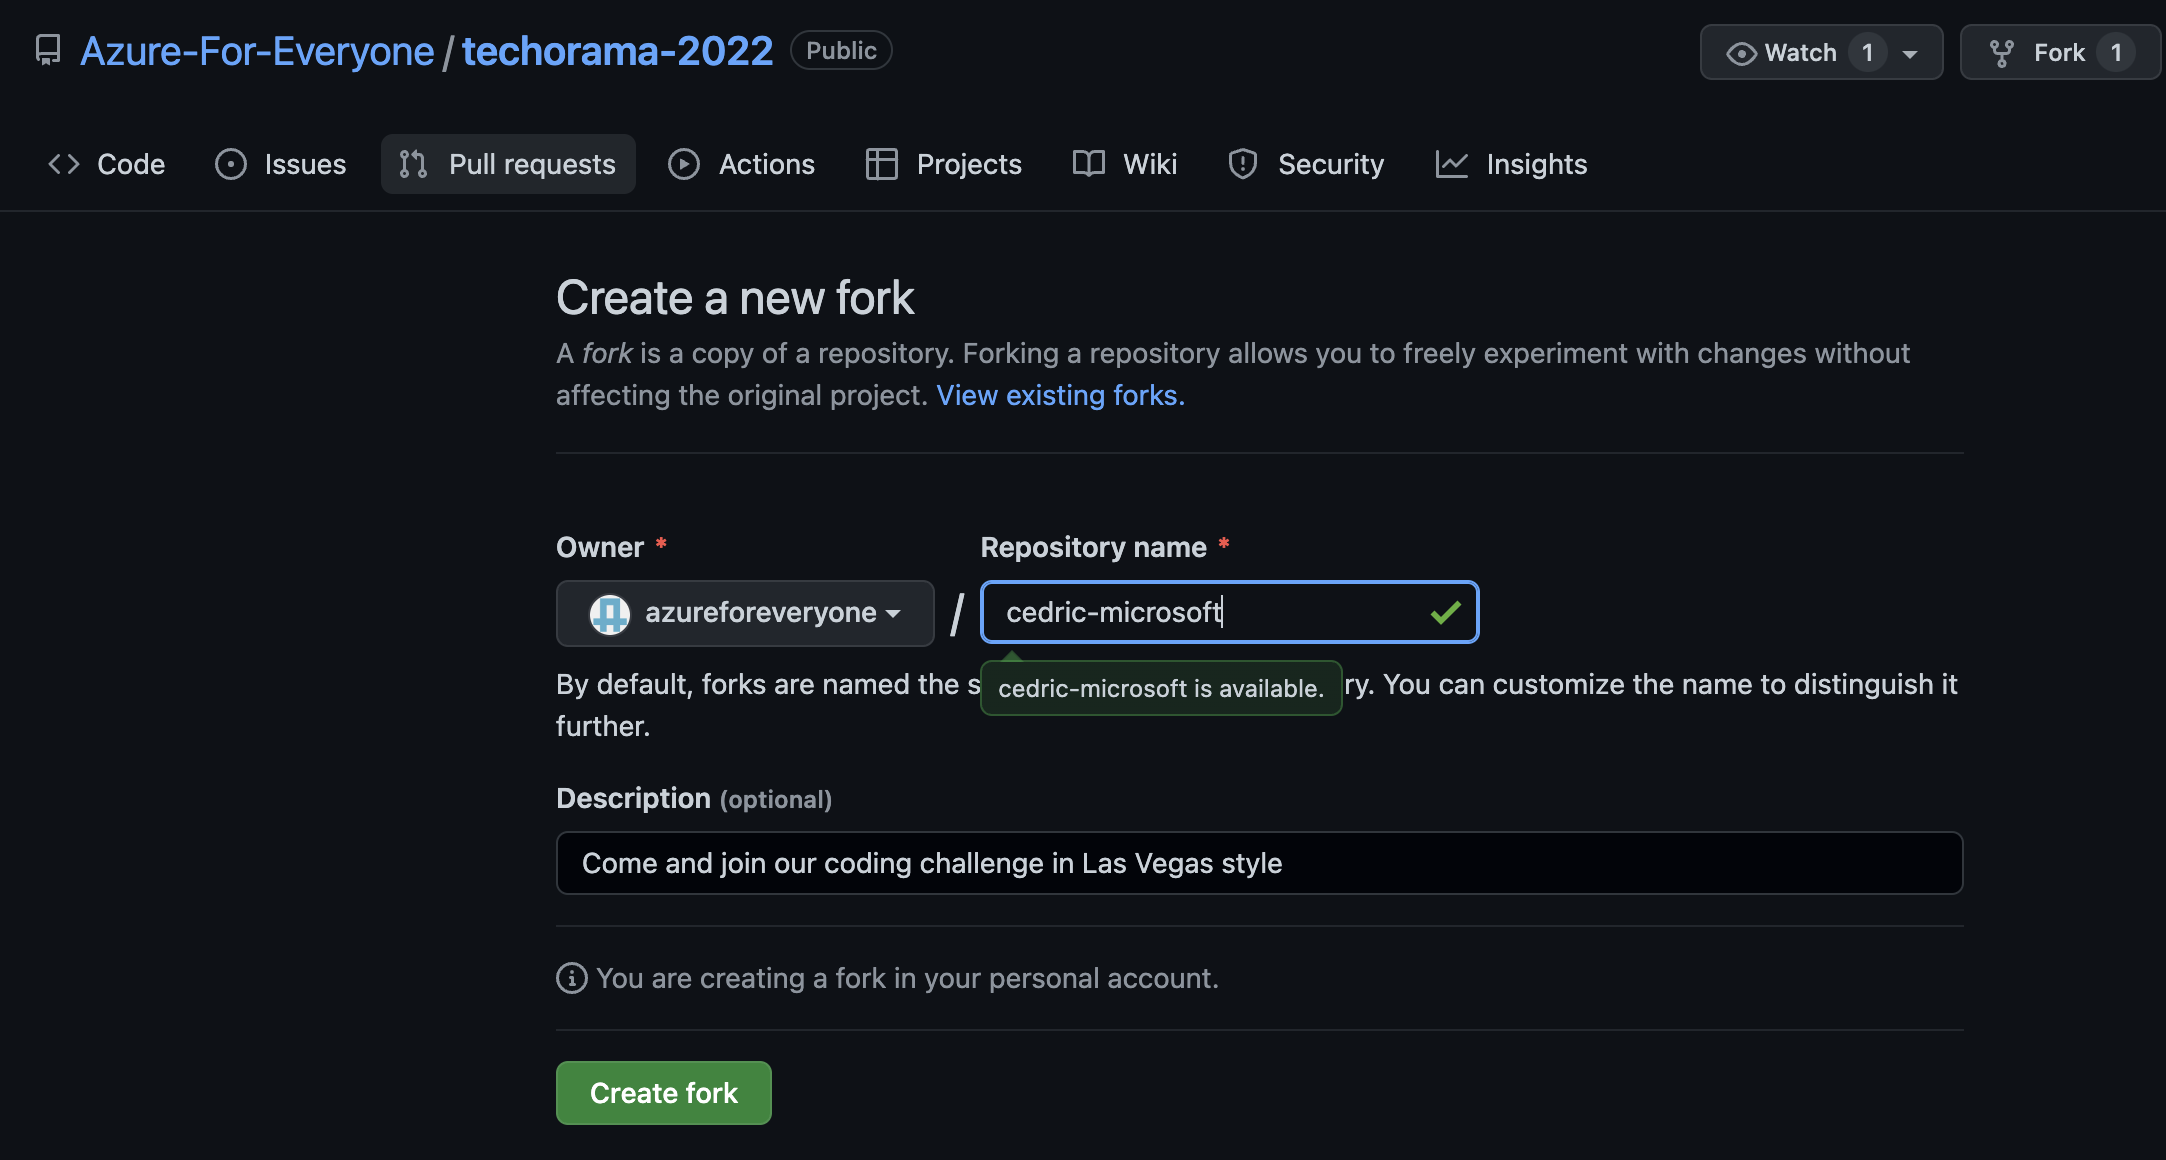 Azure-For-Everyone / techorama-2022 Public Watch 1 Fork 1
Code Issues Pull requests Actions Projects Wiki Security Insights
Create a new fork
A fork is a copy of a repository. Forking a repository allows you to freely experiment with changes without
affecting the original project. View existing forks.
Owner * Repository name *
azureforeveryone / cedric-microsoft
cedric-microsoft is available.
By default, forks are named the s ry. You can customize the name to distinguish it
further.
Description (optional)
Come and join our coding challenge in Las Vegas style
You are creating a fork in your personal account.
Create fork